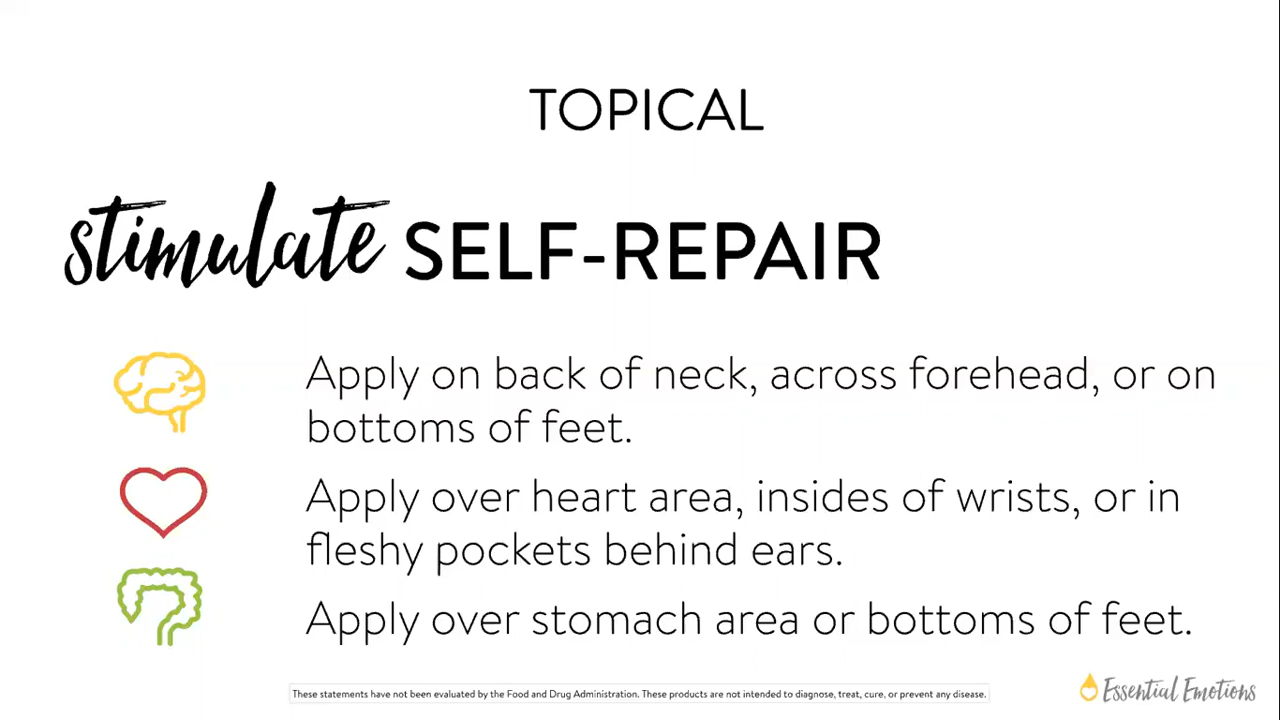 TOPICAL
stimulate SELF-REPAIR
Apply on back of neck, across forehead, or on
bottoms of feet.
Apply over heart area, insides of wrists, or in
fleshy pockets behind ears.
Apply over stomach area or bottoms of feet.
These statements have not been evaluated by the Food and Drug Administration. These products are not intended to diagnose, treat, cure, or prevent any disease.
Essential Emotions